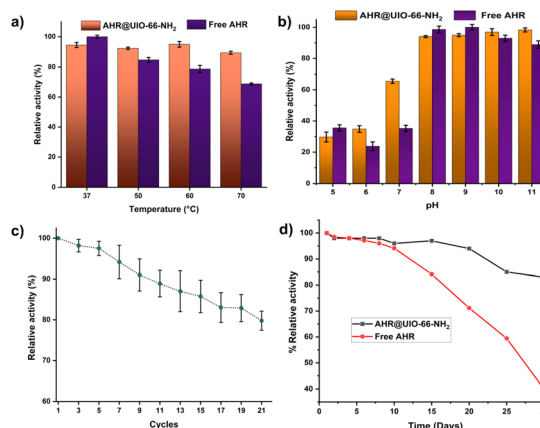 a)
AHR@UIO-66-NH2
Free AHR
Relative activity (%)
100
80
60
40
20
0
37
50
60
70
Temperature (°C)
b)
AHR@UIO-66-NH2
Free AHR
Relative activity (%)
100
80
60
40
20
0
5
6
7
8
9
10
11
pH
c)
Relative activity (%)
100
90
80
70
60
1
3
5
7
9
11
13
15
17
19
21
Cycles
d)
% Relative activity
100
90
80
70
60
50
40
AHR@UIO-66-NH2
Free AHR
0
5
10
15
20
25
Time (Days)